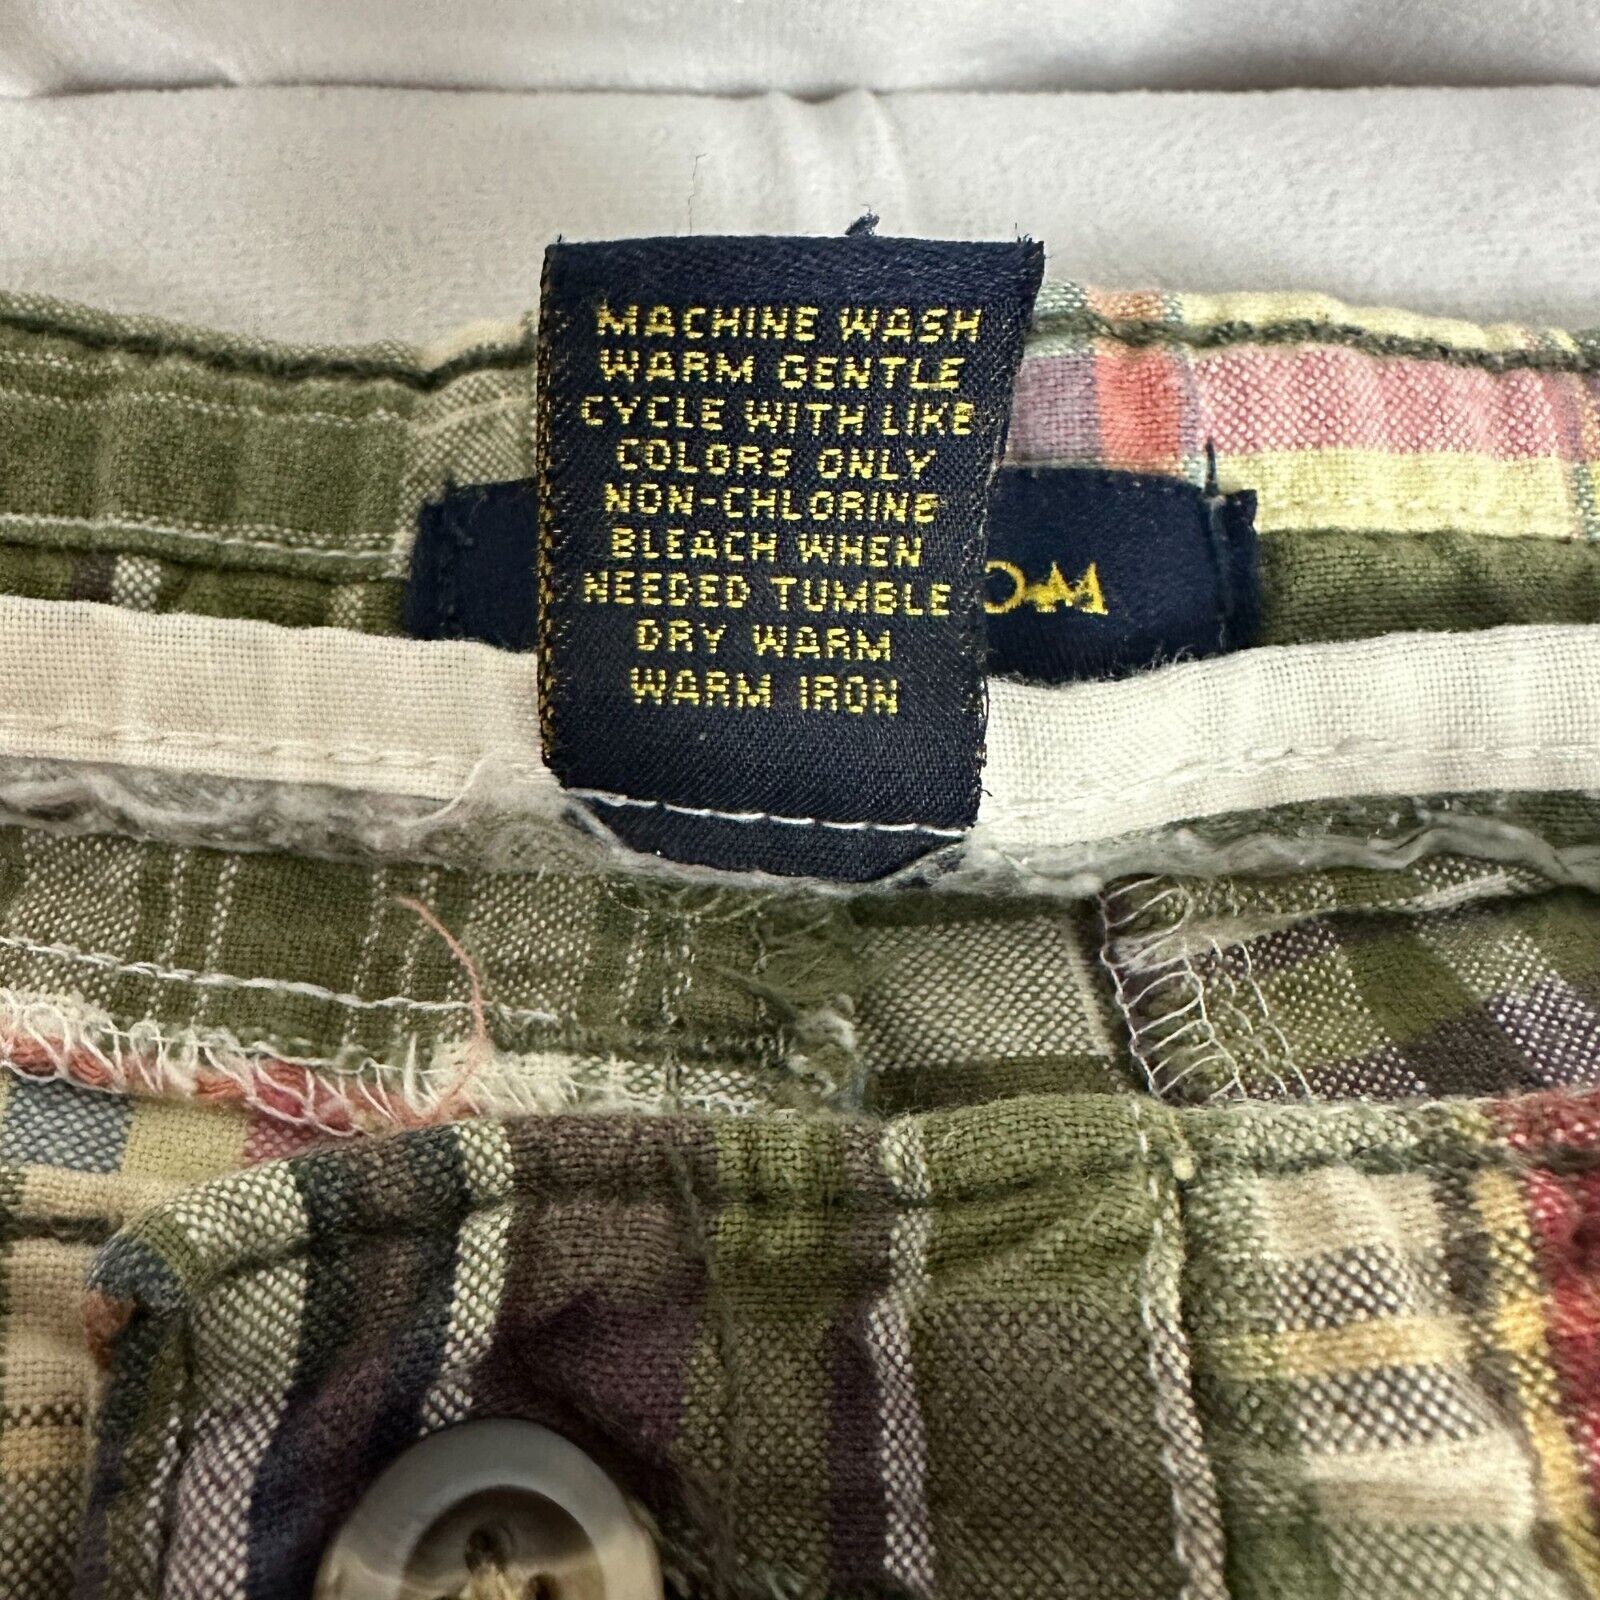 MACHINE WASH
WARM GENTLE
CYCLE WITH LIKE
COLORS ONLY
NON-CHLORINE
BLEACH WHEN
NEEDED TUMBLE
DRY WARM
WARM IRON